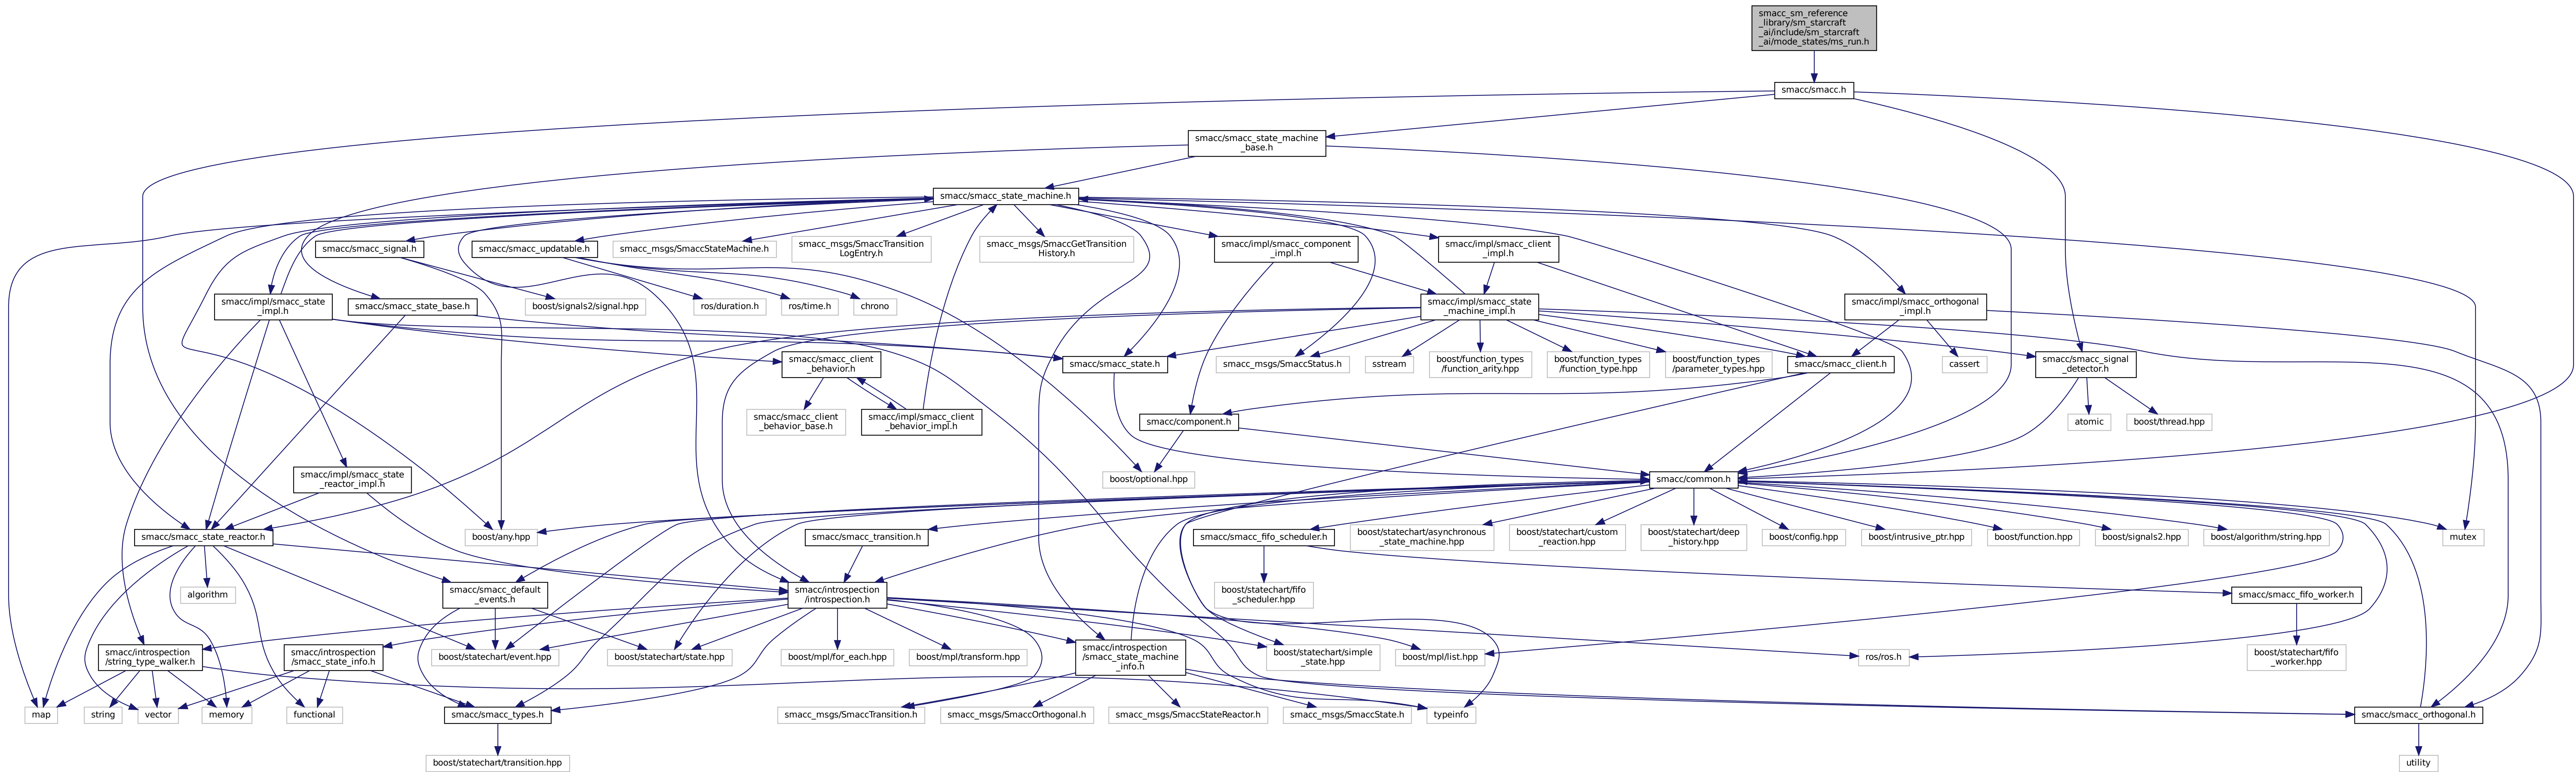 smacc_sm_reference
_library/sm_starcraft
_ai/include/sm_starcraft
_ai/mode_states/ms_run.h
smacc/smacc.h
smacc/smacc_state_machine
_base.h
smacc/smacc_state_machine.h
smacc/smacc_signal.h
smacc/smacc_updatable.h
smacc_msgs/SmaccStateMachine.h
smacc_msgs/SmaccTransition
LogEntry.h
smacc_msgs/SmaccGetTransition
History.h
smacc/impl/smacc_component
_impl.h
smacc/impl/smacc_client
_impl.h
smacc/impl/smacc_state
_impl.h
smacc/smacc_state_base.h
boost/signals2/signal.hpp
ros/duration.h
ros/time.h
chrono
smacc/impl/smacc_state
_machine_impl.h
smacc/impl/smacc_orthogonal
_impl.h
smacc/smacc_client
_behavior.h
smacc/smacc_state.h
smacc_msgs/SmaccStatus.h
sstream
boost/function_types
/function_arity.hpp
boost/function_types
/function_type.hpp
boost/function_types
/parameter_types.hpp
smacc/smacc_client.h
cassert
smacc/smacc_signal
_detector.h
smacc/smacc_client
_behavior_base.h
smacc/impl/smacc_client
_behavior_impl.h
smacc/component.h
atomic
boost/thread.hpp
smacc/impl/smacc_state
_reactor_impl.h
boost/optional.hpp
smacc/common.h
smacc/smacc_state_reactor.h
boost/any.hpp
smacc/smacc_transition.h
smacc/smacc_fifo_scheduler.h
boost/statechart/asynchronous
_state_machine.hpp
boost/statechart/custom
_reaction.hpp
boost/statechart/deep
_history.hpp
boost/config.hpp
boost/intrusive_ptr.hpp
boost/function.hpp
boost/signals2.hpp
boost/algorithm/string.hpp
mutex
algorithm
smacc/smacc_default
_events.h
smacc/introspection
/introspection.h
boost/statechart/fifo
_scheduler.hpp
smacc/smacc_fifo_worker.h
smacc/introspection
/string_type_walker.h
smacc/introspection
/smacc_state_info.h
boost/statechart/event.hpp
boost/statechart/state.hpp
boost/mpl/for_each.hpp
boost/mpl/transform.hpp
smacc/introspection
/smacc_state_machine
_info.h
boost/statechart/simple
_state.hpp
boost/mpl/list.hpp
ros/ros.h
boost/statechart/fifo
_worker.hpp
map
string
vector
memory
functional
smacc/smacc_types.h
smacc_msgs/SmaccTransition.h
smacc_msgs/SmaccOrthogonal.h
smacc_msgs/SmaccStateReactor.h
smacc_msgs/SmaccState.h
typeinfo
smacc/smacc_orthogonal.h
boost/statechart/transition.hpp
utility